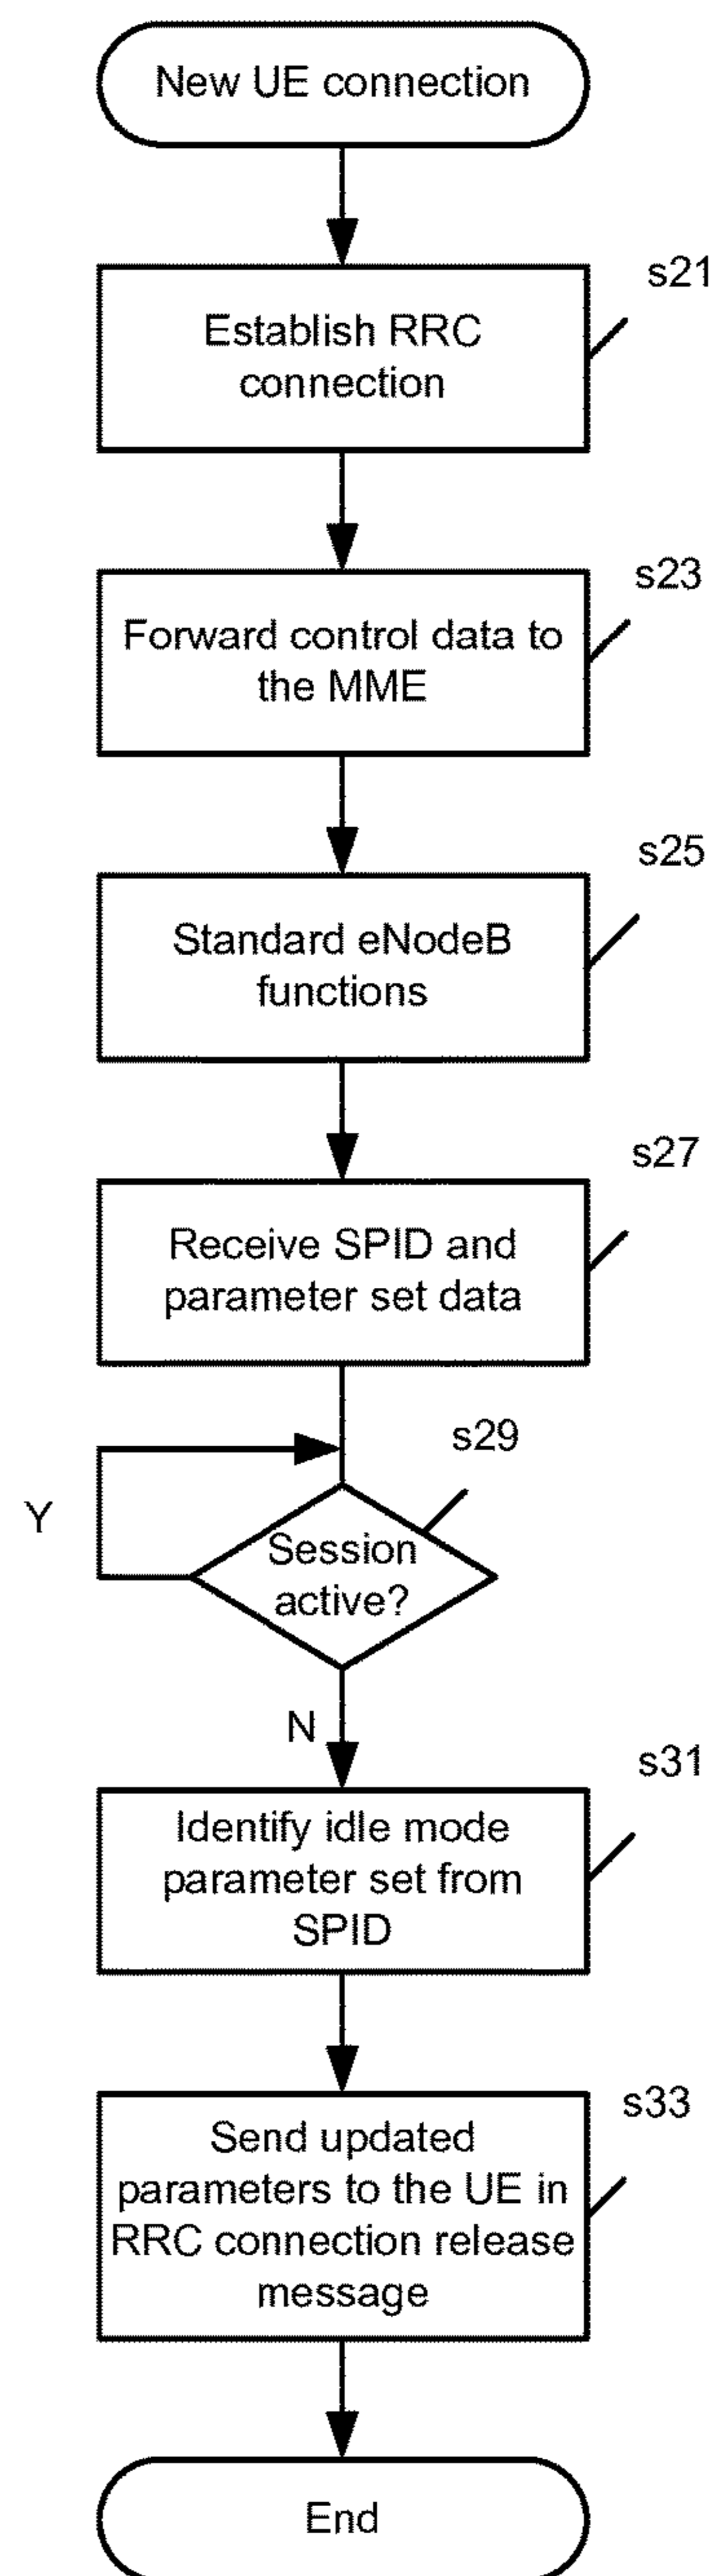 New UE connection
s21
Establish RRC
connection
s23
Forward control data to
the MME
s25
Standard eNodeB
functions
s27
Receive SPID and
parameter set data
s29
Y
Session
active?
N
s31
Identify idle mode
parameter set from
SPID
s33
Send updated
parameters to the UE in
RRC connection release
message
End